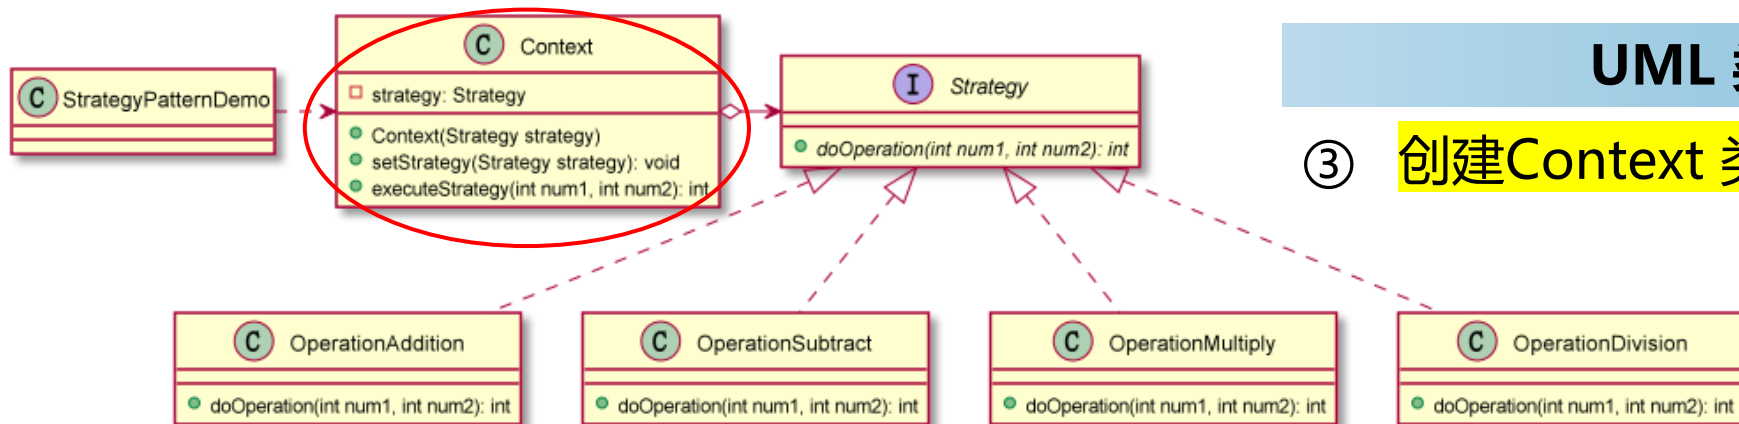 C StrategyPatternDemo
C Context
strategy: Strategy
Context(Strategy strategy)
setStrategy(Strategy strategy): void
executeStrategy(int num1, int num2): int
I Strategy
doOperation(int num1, int num2): int
UML
③ 创建Context
C OperationAddition
doOperation(int num1, int num2): int
C OperationSubtract
doOperation(int num1, int num2): int
C OperationMultiply
doOperation(int num1, int num2): int
C OperationDivision
doOperation(int num1, int num2): int